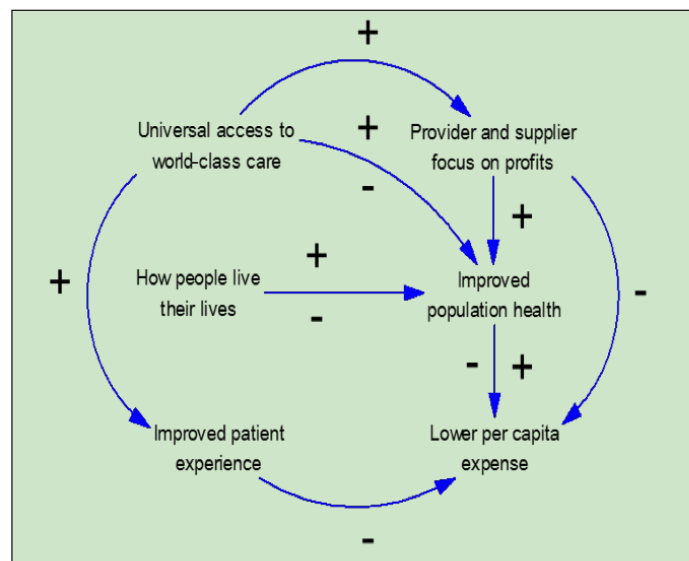 +
Universal access to
world-class care
+
-
Provider and supplier
focus on profits
+
+
How people live
their lives
+
-
Improved
population health
-
-
+
Improved patient
experience
Lower per capita
expense
-